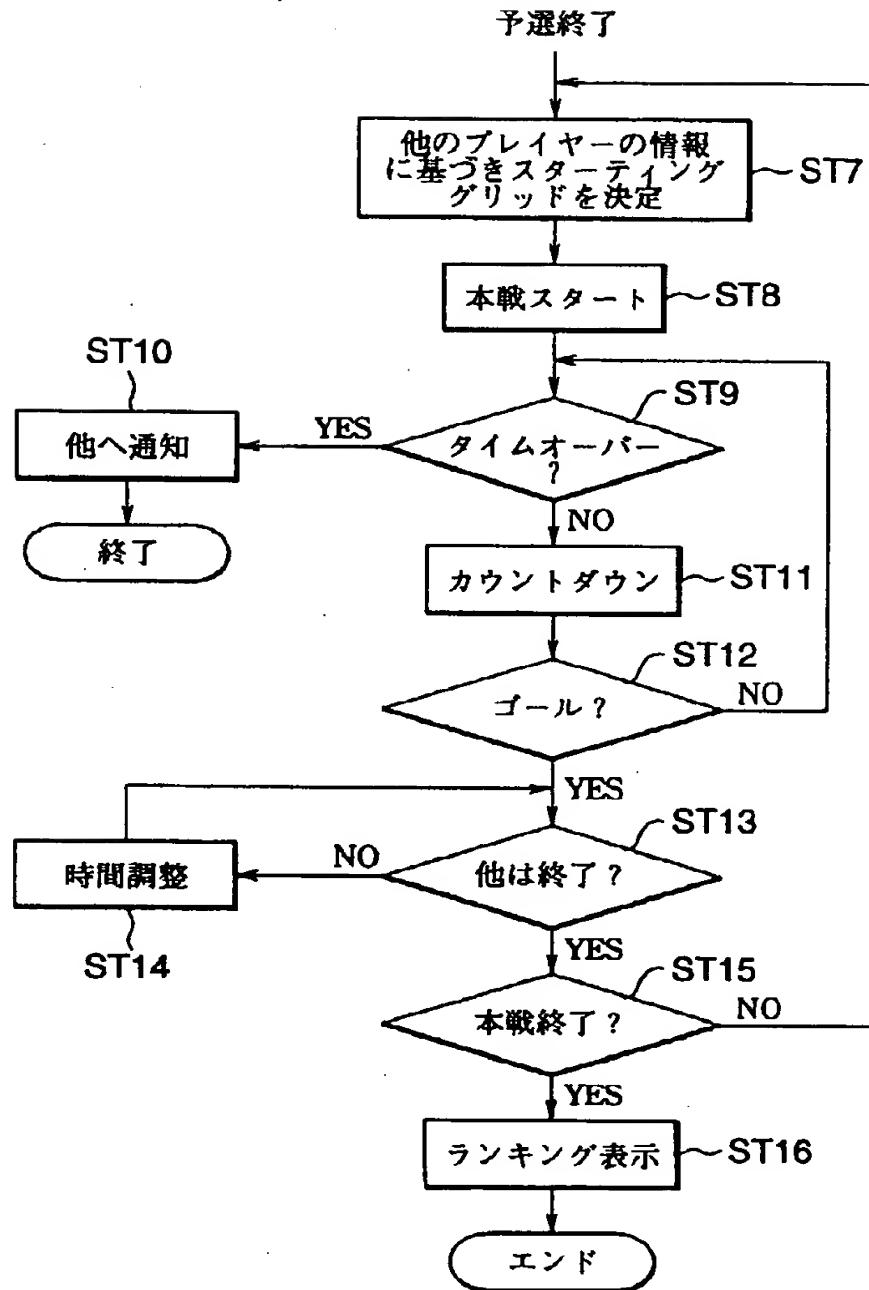 予選終了
他のプレイヤーの情報
に基づきスターティング
グリッドを決定
ST7
本戦スタート
ST8
ST10
ST9
他へ通知
YES
タイムオーバー
?
終了
NO
カウントダウン
ST11
ST12
ゴール?
NO
YES
ST13
時間調整
NO
他は終了?
ST14
YES
ST15
本戦終了?
NO
YES
ランキング表示
ST16
エンド